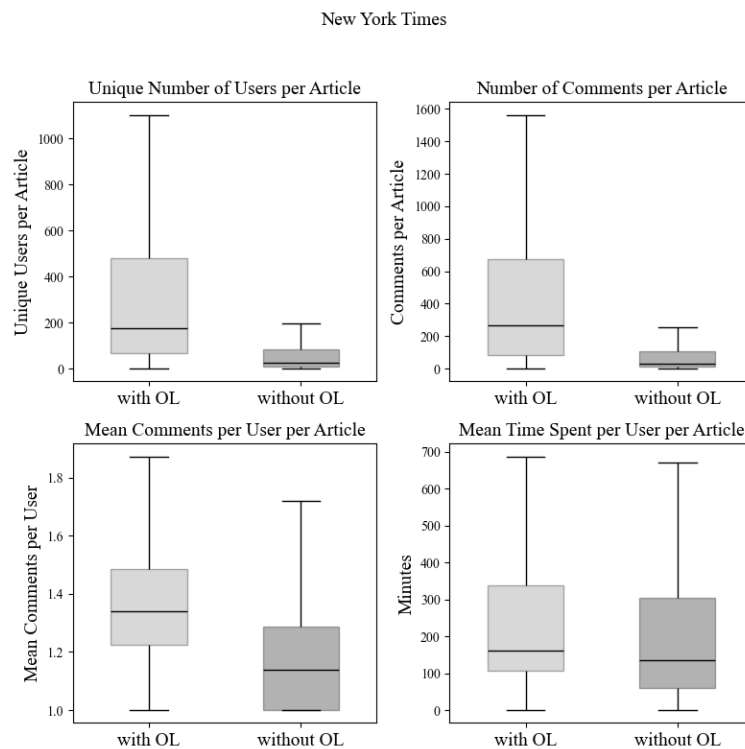 New York Times
Unique Number of Users per Article
Unique Users per Article
1000
800
600
400
200
0
with OL
without OL
Number of Comments per Article
Comments per Article
1600
1400
1200
1000
800
600
400
200
0
with OL
without OL
Mean Comments per User per Article
Mean Comments per User
1.8
1.6
1.4
1.2
1.0
with OL
without OL
Mean Time Spent per User per Article
Minutes
700
600
500
400
300
200
100
0
with OL
without OL